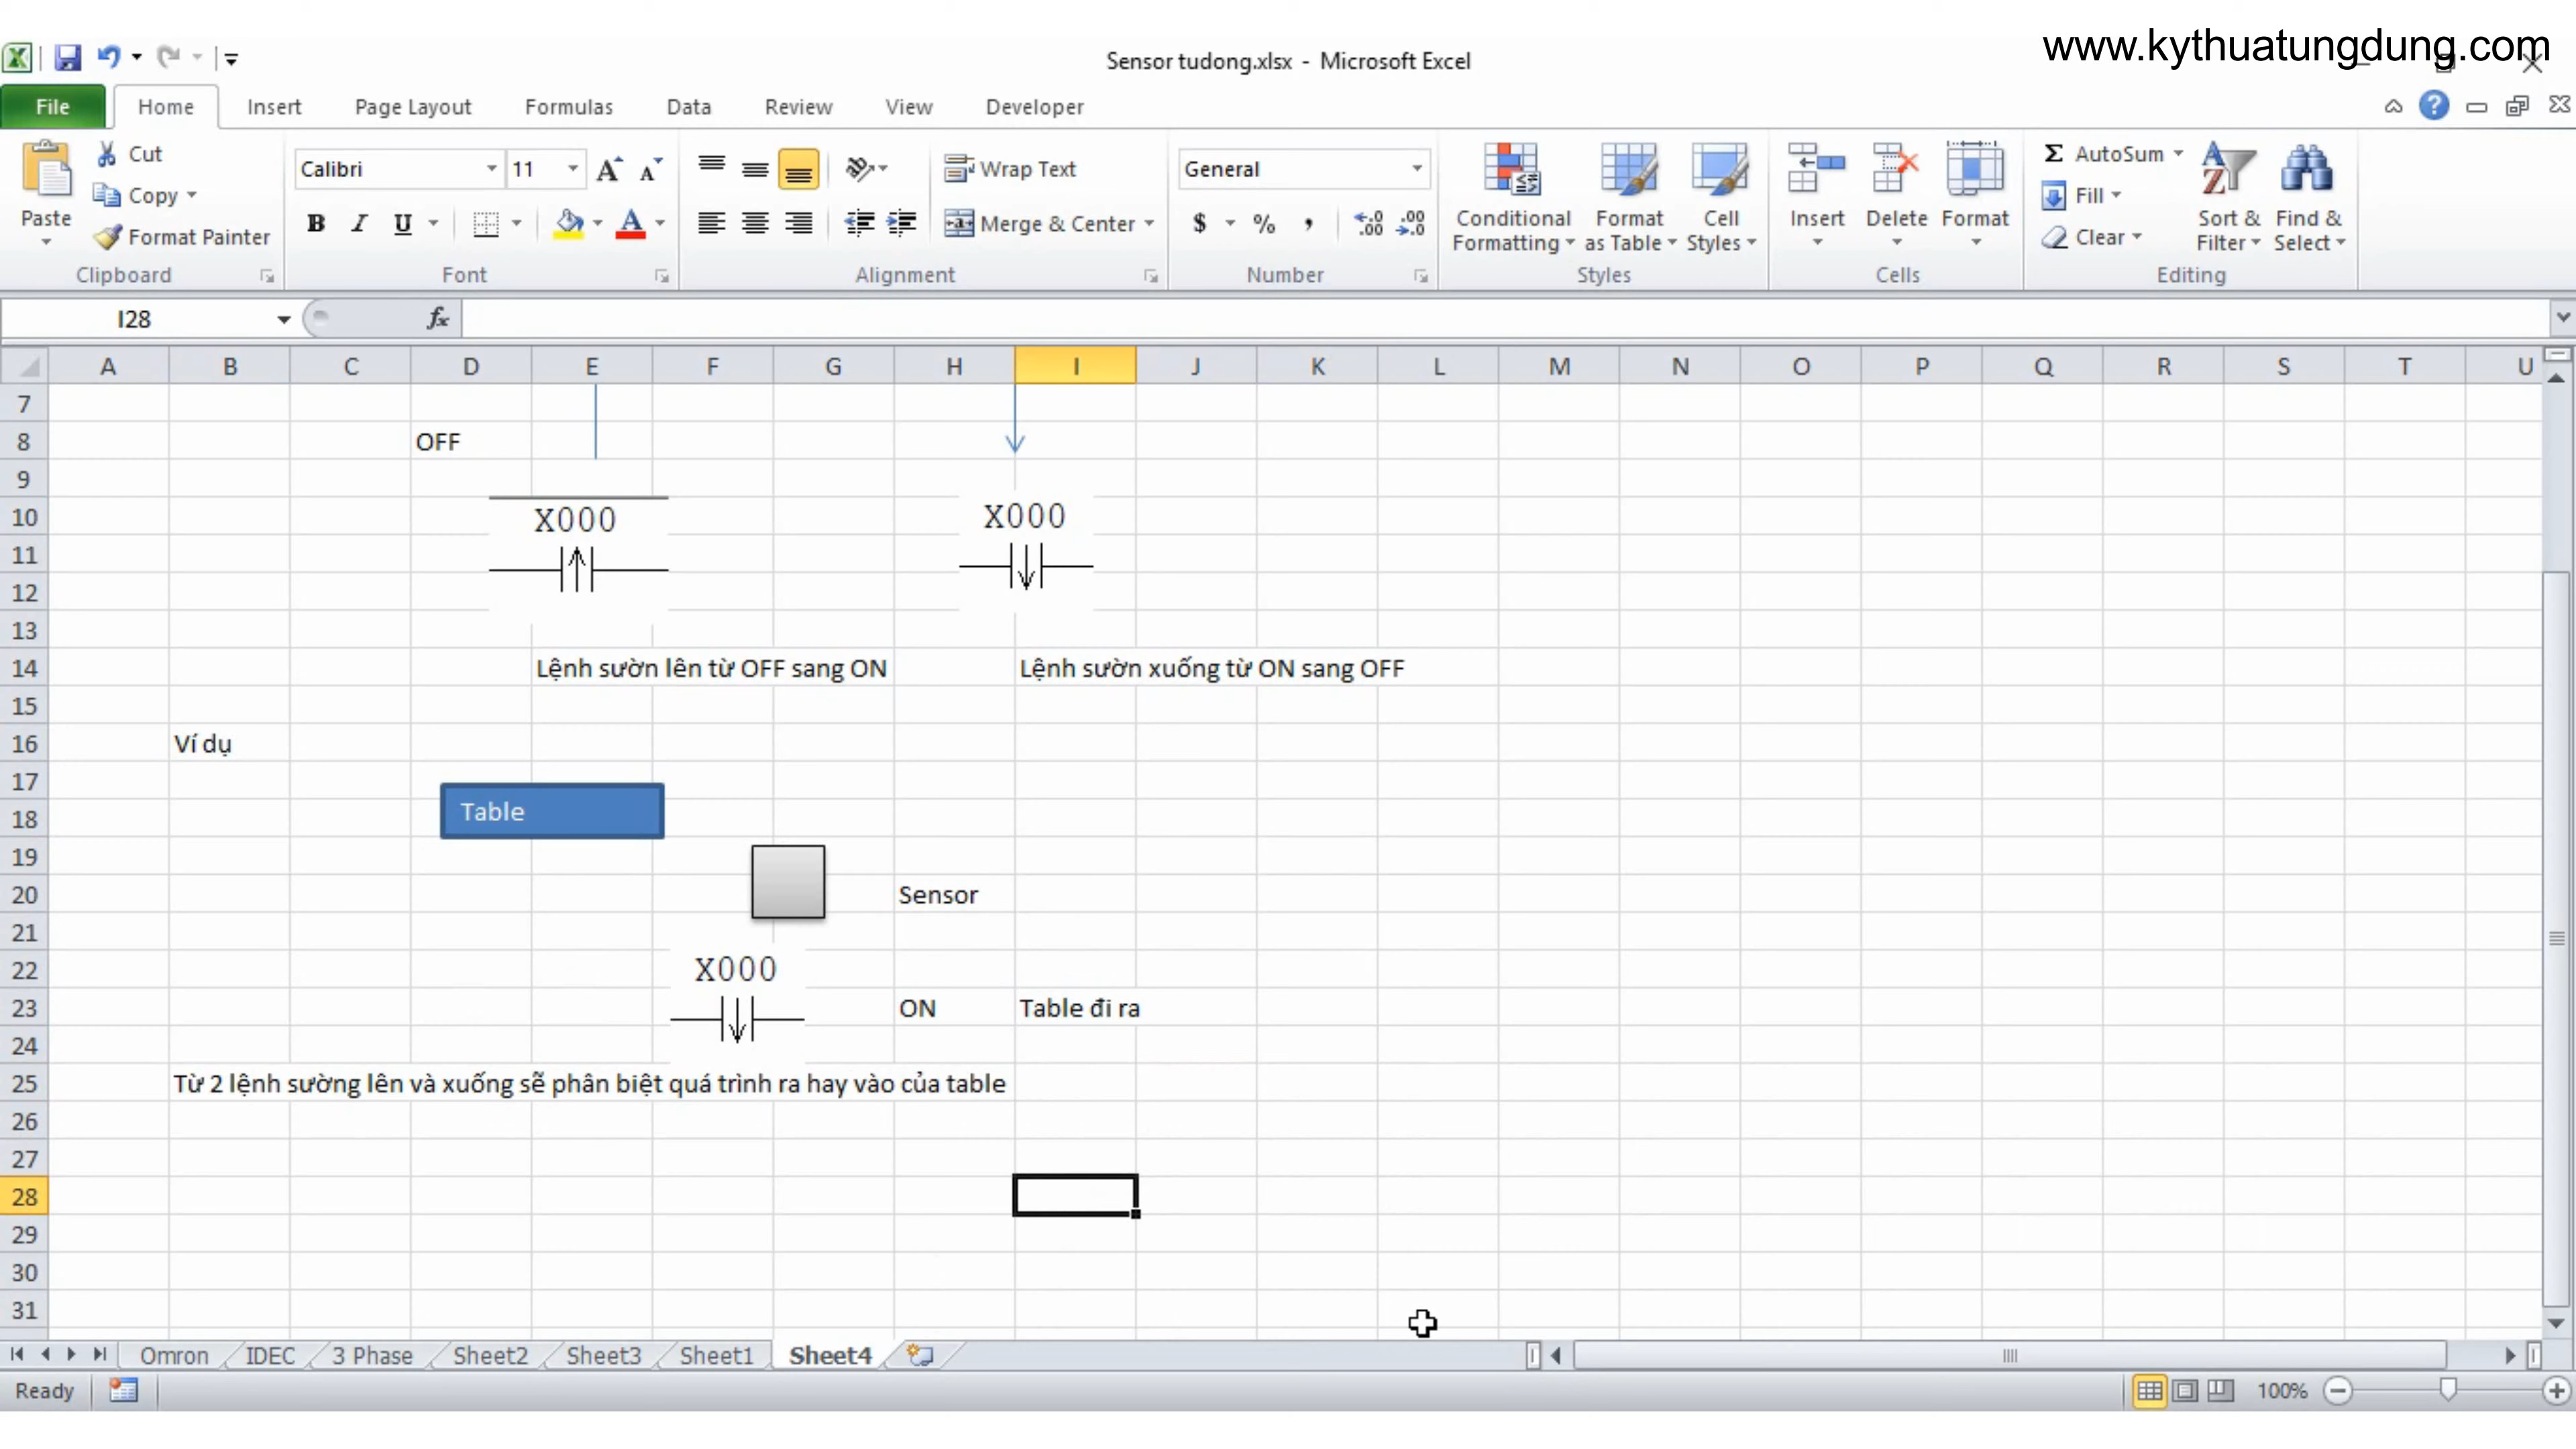 www.kythuatungdung.com
Sensor tudong.xlsx - Microsoft Excel
File Home Insert Page Layout Formulas Data Review View Developer
Paste
Cut
Copy
Format Painter
Clipboard
Calibri 11
B I U A
Font
Wrap Text
Merge & Center
Alignment
General
$ % ,
Number
Conditional Formatting
Format as Table
Cell Styles
Styles
Insert Delete Format
Cells
Σ AutoSum
Fill
Clear
Sort & Filter
Find & Select
Editing
I28 fx
A B C D E F G H I J K L M N O P Q R S T U
7
8 OFF
9
10 X000 X000
11
12
13
14 Lệnh sườn lên từ OFF sang ON Lệnh sườn xuống từ ON sang OFF
15
16 Ví dụ
17
18 Table
19
20 Sensor
21
22 X000
23 ON Table đi ra
24
25 Từ 2 lệnh sường lên và xuống sẽ phân biệt quá trình ra hay vào của table
26
27
28
29
30
31
Omron IDEC 3 Phase Sheet2 Sheet3 Sheet1 Sheet4
Ready 100%